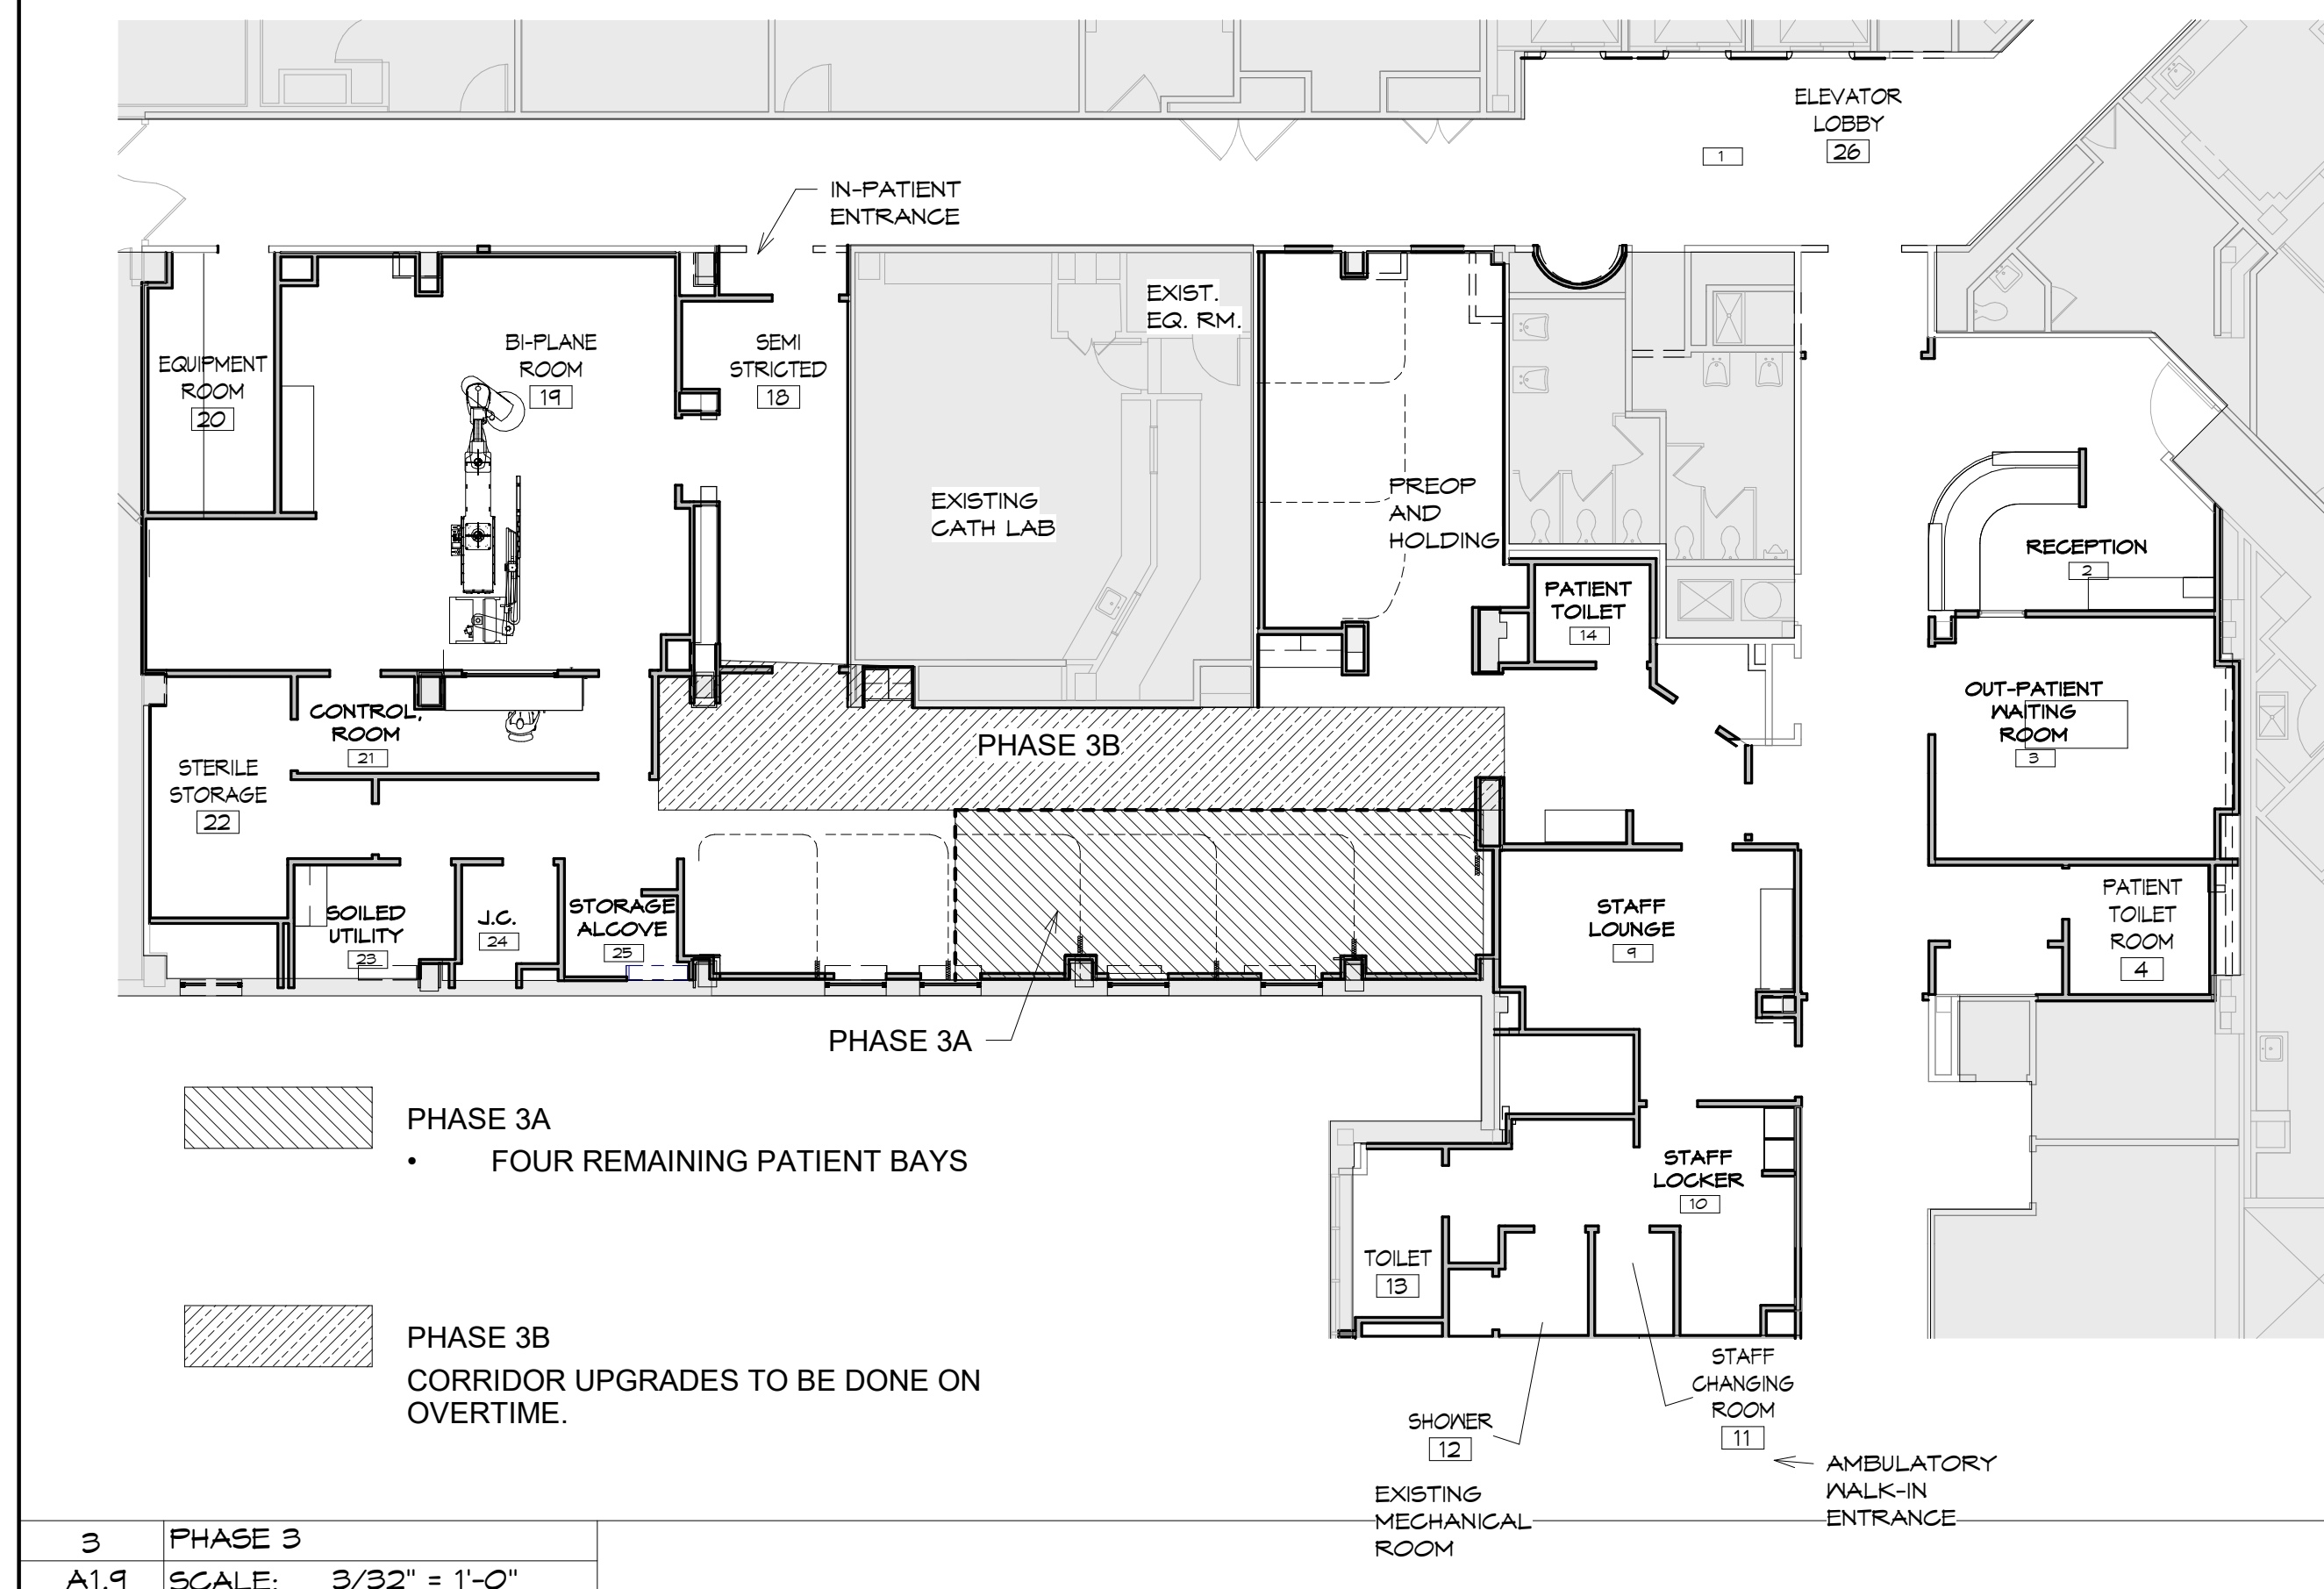 ELEVATOR
LOBBY
26
1
IN-PATIENT
ENTRANCE
EXIST.
EQ. RM.
BI-PLANE
ROOM
19
SEMI
STRICTED
18
EQUIPMENT
ROOM
20
EXISTING
CATH LAB
PREOP
AND
HOLDING
RECEPTION
2
PATIENT
TOILET
14
OUT-PATIENT
WAITING
ROOM
3
CONTROL,
ROOM
21
PHASE 3B
STERILE
STORAGE
22
SOILED
UTILITY
23
J.C.
24
STORAGE
ALCOVE
25
STAFF
LOUNGE
9
PATIENT
TOILET
ROOM
4
PHASE 3A
PHASE 3A
• FOUR REMAINING PATIENT BAYS
STAFF
LOCKER
10
TOILET
13
PHASE 3B
CORRIDOR UPGRADES TO BE DONE ON
OVERTIME.
STAFF
CHANGING
ROOM
11
SHOWER
12
AMBULATORY
WALK-IN
ENTRANCE
EXISTING
MECHANICAL
ROOM
3 PHASE 3
A1.9 SCALE: 3/32" = 1'-0"